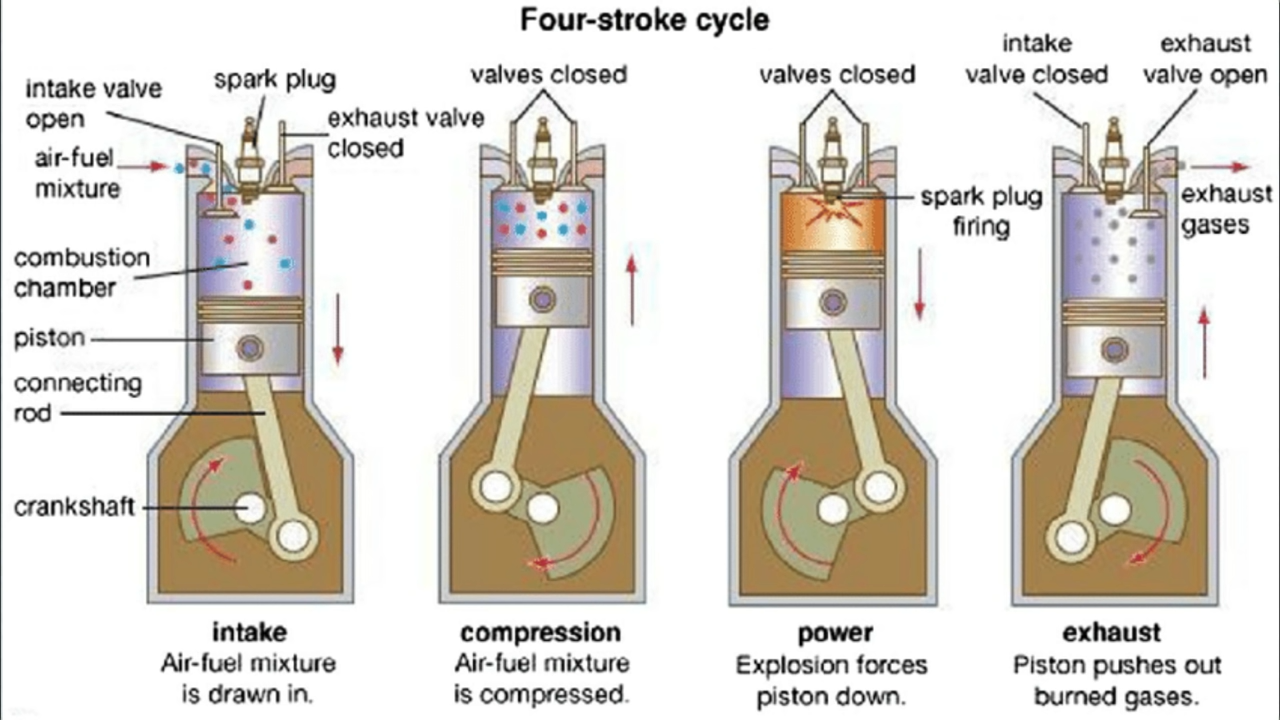 Four-stroke cycle
intake valve
open
spark plug
exhaust valve
closed
air-fuel
mixture
combustion
chamber
piston
connecting
rod
crankshaft
intake
Air-fuel mixture
is drawn in.
valves closed
compression
Air-fuel mixture
is compressed.
valves closed
spark plug
firing
power
Explosion forces
piston down.
intake
valve closed
exhaust
valve open
exhaust
gases
exhaust
Piston pushes out
burned gases.